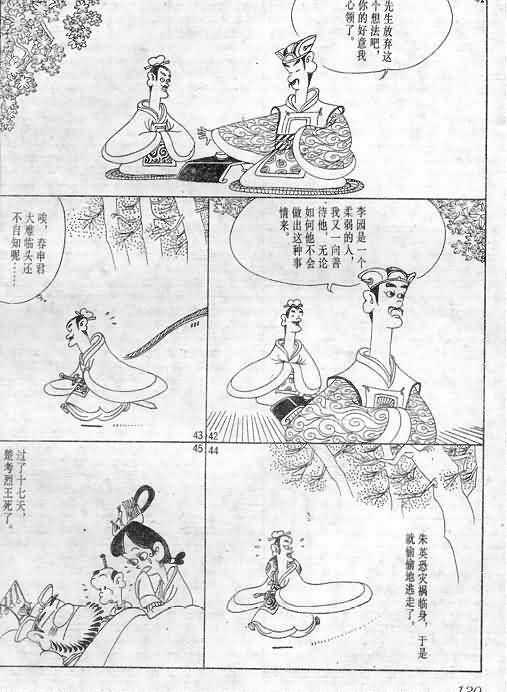 41
先生放弃这
个想法吧，
你的好意我
心领了。
李园是一个
柔弱的人，
我又一向善
待他，无论
如何他不会
做出这种事
情来。
42
唉，春申君
大难临头还
不自知呢……
43
44
朱英恐灾祸临身，于是
就偷偷地逃走了。
45
过了十七天，
楚考烈王死了。
120